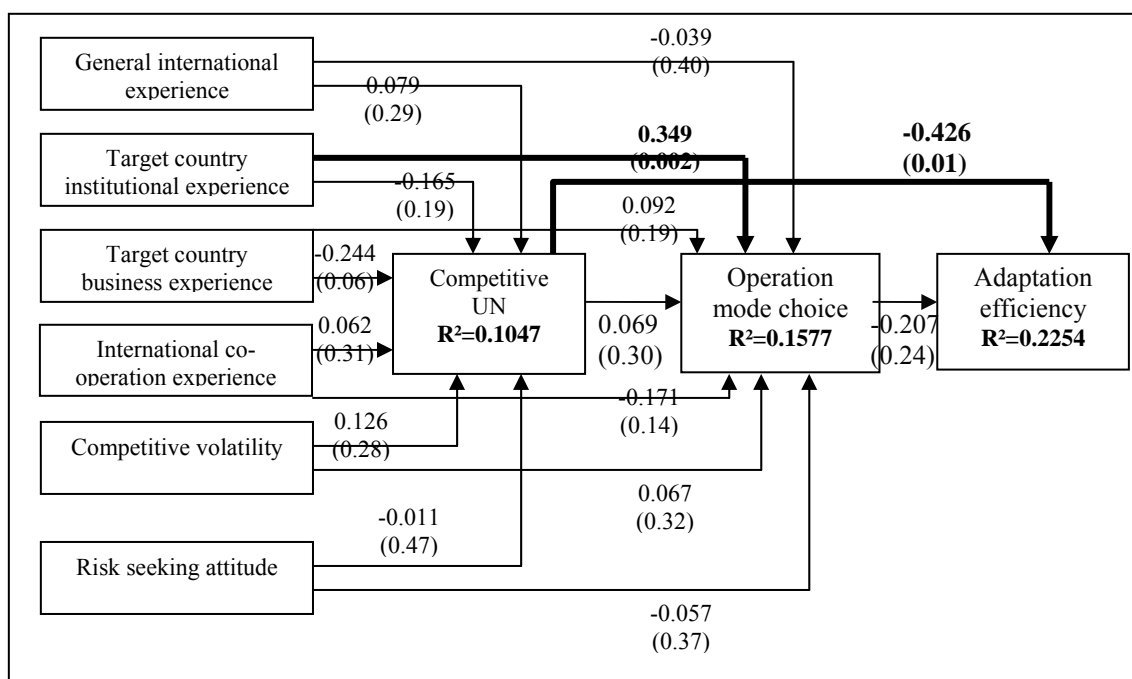 -0.039
(0.40)
General international
experience
0.079
(0.29)
0.349
(0.002)
-0.426
(0.01)
Target country
institutional experience
-0.165
(0.19)
0.092
(0.19)
Target country
business experience
-0.244
(0.06)
Competitive
UN
R²=0.1047
Operation
mode choice
R²=0.1577
Adaptation
efficiency
R²=0.2254
0.062
(0.31)
0.069
(0.30)
-0.207
(0.24)
International co-
operation experience
-0.171
(0.14)
Competitive volatility
0.126
(0.28)
0.067
(0.32)
-0.011
(0.47)
Risk seeking attitude
-0.057
(0.37)